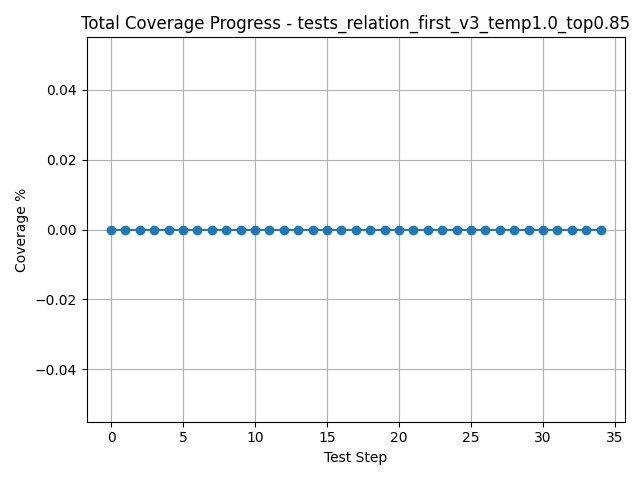 Total Coverage Progress - tests_relation_first_v3_temp1.0_top0.85
Coverage %
0.04
0.02
0.00
−0.02
−0.04
0 5 10 15 20 25 30 35
Test Step